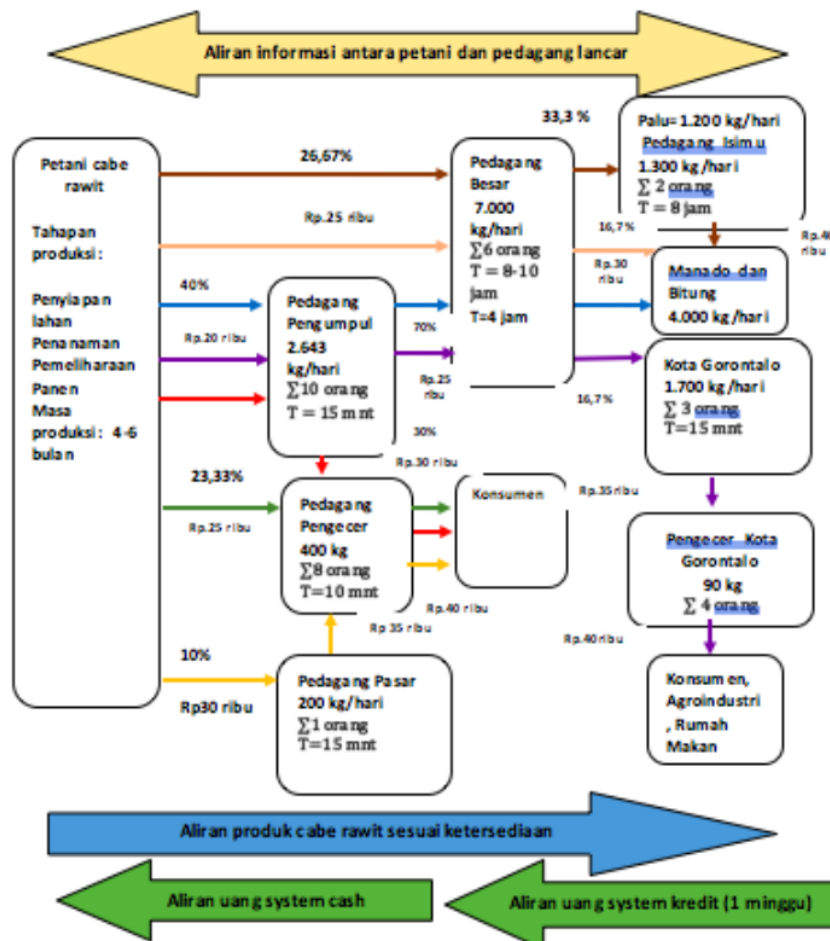 Aliran informasi antara petani dan pedagang lancar
Petani cabe
rawit
Tahapan
produksi :
Penyiapan
lahan
Penanaman
Pemeliharaan
Panen
Masa
produksi: 4-6
bulan
26,67%
Rp.25 ribu
40%
Rp.20 ribu
23,33%
Rp.25 ribu
10%
Rp30 ribu
Pedagang
Pengumpul
2.643
kg/hari
∑10 orang
T = 15 mnt
70%
Rp.25
ribu
30%
Rp.30 ribu
Pedagang
Pengecer
400 kg
∑8 orang
T=10 mnt
Rp.40 ribu
Rp 35 ribu
Pedagang Pasar
200 kg/hari
∑1 orang
T=15 mnt
Konsumen
Pedagang
Besar
7.000
kg/hari
∑6 orang
T = 8-10
jam
T=4 jam
33,3 %
16,7 %
Rp.30
ribu
16,7%
Palu= 1.200 kg/hari
Pedagang Isimu
1.300 kg/hari
∑ 2 orang
T = 8 jam
ribu
Manado dan
Bitung
4.000 kg/hari
Kota Gorontalo
1.700 kg/hari
∑ 3 orang
T=15 mnt
Rp.35ribu
Pengecer Kota
Gorontalo
90 kg
∑ 4 orang
Rp.40ribu
Konsumen,
Agroindustri
, Rumah
Makan
Aliran produk cabe rawit sesuai ketersediaan
Aliran uang system cash
Aliran uang system kredit (1 minggu)